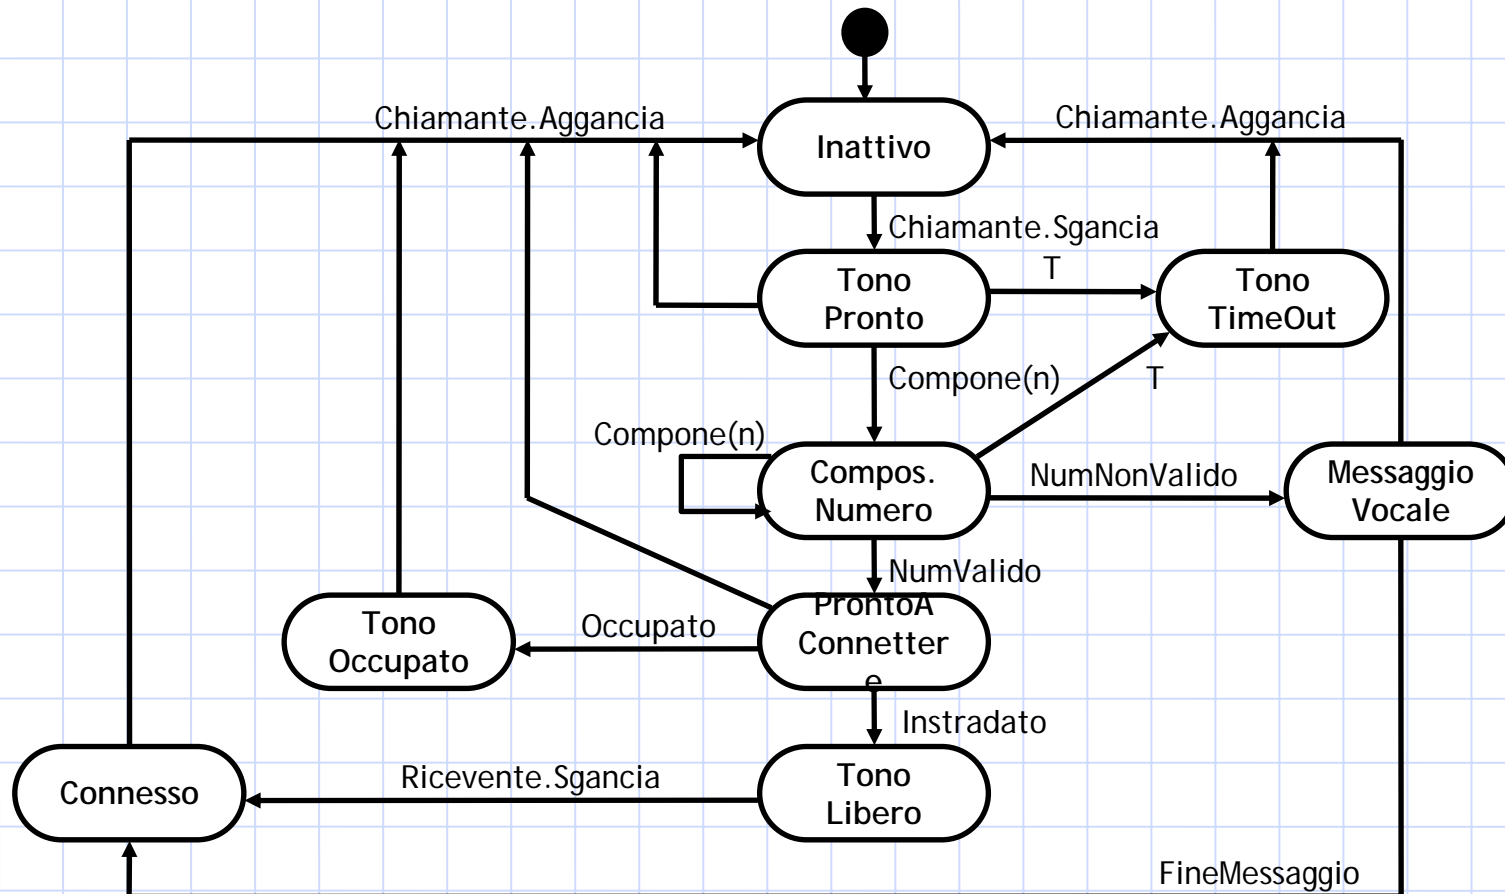 Chiamante.Aggancia
Chiamante.Aggancia
Inattivo
Chiamante.Sgancia
T
Tono
Pronto
Tono
TimeOut
Compone(n)
T
Compone(n)
Compos.
Numero
NumNonValido
Messaggio
Vocale
NumValido
ProntoA
Connetter
e
Tono
Occupato
Occupato
Instradato
Connesso
Ricevente.Sgancia
Tono
Libero
FineMessaggio